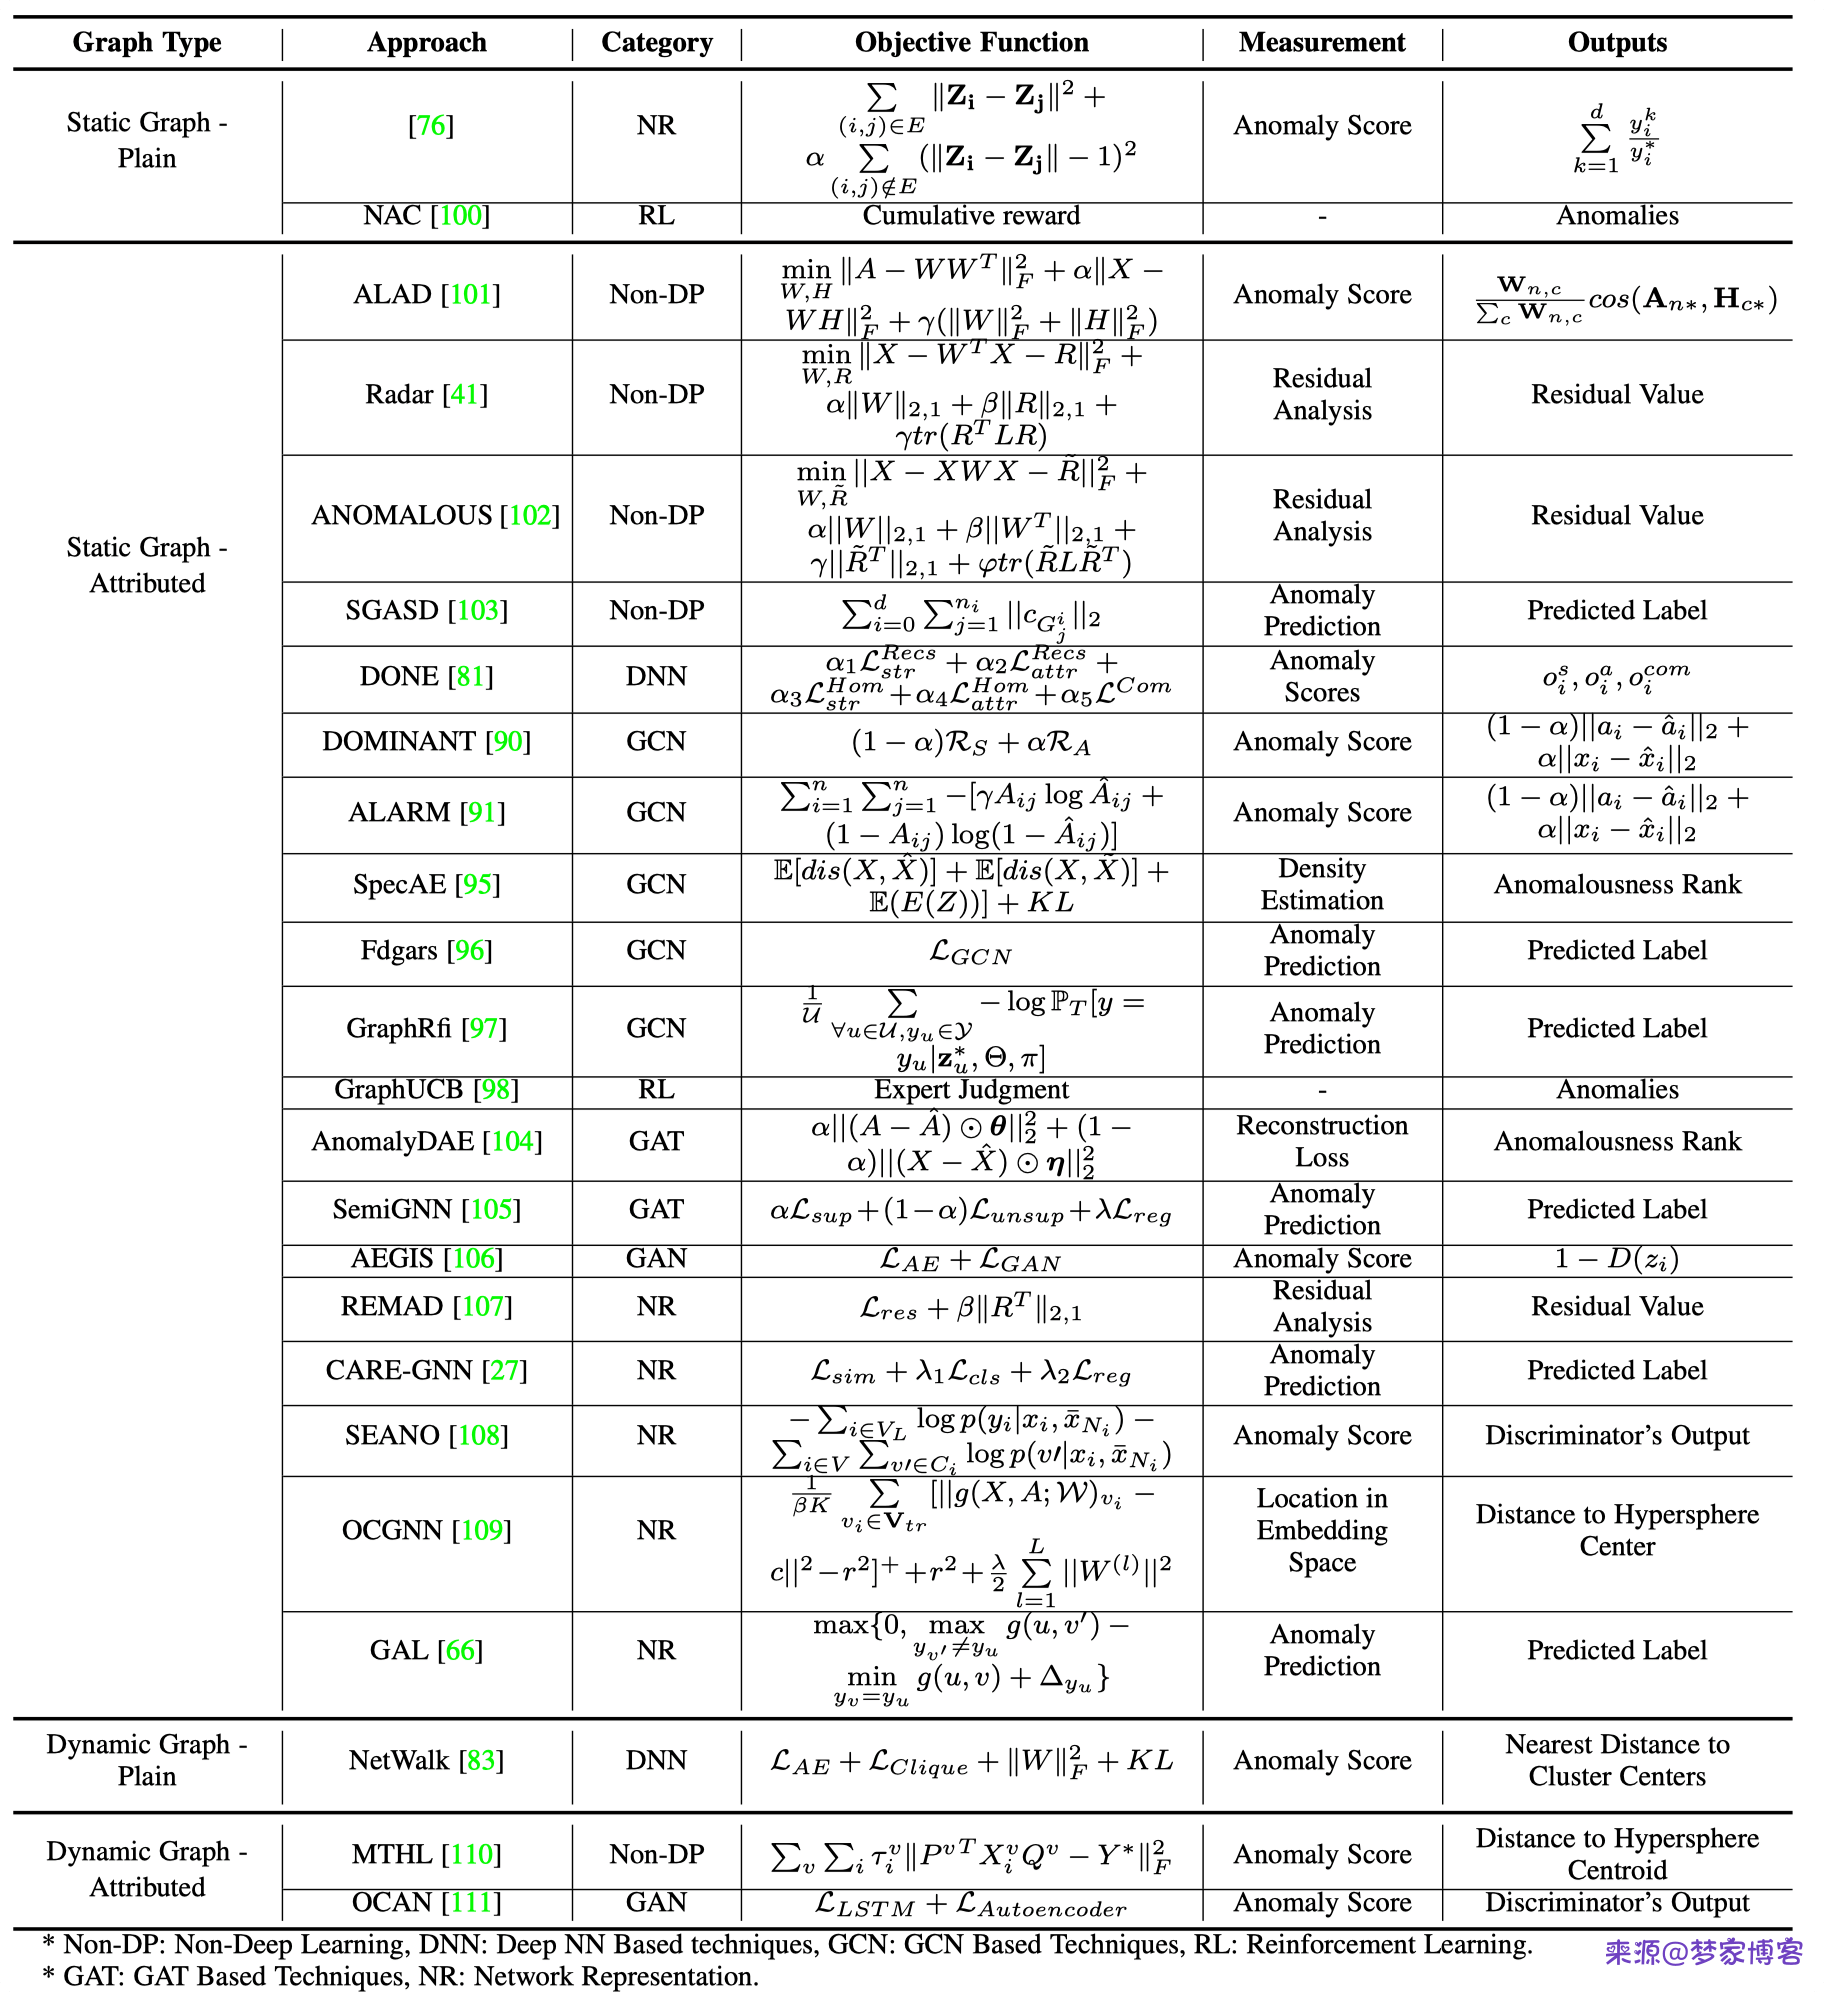 Graph Type | Approach | Category | Objective Function | Measurement | Outputs
Static Graph - Plain | [76] | NR | $\sum_{(i,j)\in E} \|\mathbf{Z_i} - \mathbf{Z_j}\|^2 + \alpha \sum_{(i,j)\notin E} (\|\mathbf{Z_i} - \mathbf{Z_j}\| - 1)^2$ | Anomaly Score | $\sum_{k=1}^{d} \frac{y_i^k}{y_i^*}$
NAC [100] | RL | Cumulative reward | - | Anomalies
Static Graph - Attributed | ALAD [101] | Non-DP | $\min_{W,H} \|A - WW^T\|_F^2 + \alpha\|X - WH\|_F^2 + \gamma(\|W\|_F^2 + \|H\|_F^2)$ | Anomaly Score | $\frac{\mathbf{W}_{n,c}}{\sum_c \mathbf{W}_{n,c}} cos(\mathbf{A}_{n*}, \mathbf{H}_{c*})$
Radar [41] | Non-DP | $\min_{W,R} \|X - W^T X - R\|_F^2 + \alpha\|W\|_{2,1} + \beta\|R\|_{2,1} + \gamma tr(R^T LR)$ | Residual Analysis | Residual Value
ANOMALOUS [102] | Non-DP | $\min_{W,\tilde{R}} ||X - XWX - \tilde{R}||_F^2 + \alpha||W||_{2,1} + \beta||W^T||_{2,1} + \gamma||\tilde{R}^T||_{2,1} + \varphi tr(\tilde{R}L\tilde{R}^T)$ | Residual Analysis | Residual Value
SGASD [103] | Non-DP | $\sum_{i=0}^{d} \sum_{j=1}^{n_i} ||c_{G_j^i}||_2$ | Anomaly Prediction | Predicted Label
DONE [81] | DNN | $\alpha_1 \mathcal{L}_{str}^{Recs} + \alpha_2 \mathcal{L}_{attr}^{Recs} + \alpha_3 \mathcal{L}_{str}^{Hom} + \alpha_4 \mathcal{L}_{attr}^{Hom} + \alpha_5 \mathcal{L}^{Com}$ | Anomaly Scores | $o_i^s, o_i^a, o_i^{com}$
DOMINANT [90] | GCN | $(1 - \alpha)\mathcal{R}_S + \alpha\mathcal{R}_A$ | Anomaly Score | $(1 - \alpha)||a_i - \hat{a}_i||_2 + \alpha||x_i - \hat{x}_i||_2$
ALARM [91] | GCN | $\sum_{i=1}^{n} \sum_{j=1}^{n} -[\gamma A_{ij} \log \hat{A}_{ij} + (1 - A_{ij}) \log(1 - \hat{A}_{ij})]$ | Anomaly Score | $(1 - \alpha)||a_i - \hat{a}_i||_2 + \alpha||x_i - \hat{x}_i||_2$
SpecAE [95] | GCN | $\mathbb{E}[dis(X, \hat{X})] + \mathbb{E}[dis(X, \tilde{X})] + \mathbb{E}(E(Z))] + KL$ | Density Estimation | Anomalousness Rank
Fdgars [96] | GCN | $\mathcal{L}_{GCN}$ | Anomaly Prediction | Predicted Label
GraphRfi [97] | GCN | $\frac{1}{\mathcal{U}} \sum_{\forall u\in\mathcal{U}, y_u\in\mathcal{Y}} -\log \mathbb{P}_T[y = y_u|\mathbf{z}_u^*, \Theta, \pi]$ | Anomaly Prediction | Predicted Label
GraphUCB [98] | RL | Expert Judgment | - | Anomalies
AnomalyDAE [104] | GAT | $\alpha||(A - \hat{A}) \odot \boldsymbol{\theta}||_2^2 + (1 - \alpha)||(X - \hat{X}) \odot \boldsymbol{\eta}||_2^2$ | Reconstruction Loss | Anomalousness Rank
SemiGNN [105] | GAT | $\alpha\mathcal{L}_{sup} + (1-\alpha)\mathcal{L}_{unsup} + \lambda\mathcal{L}_{reg}$ | Anomaly Prediction | Predicted Label
AEGIS [106] | GAN | $\mathcal{L}_{AE} + \mathcal{L}_{GAN}$ | Anomaly Score | $1 - D(z_i)$
REMAD [107] | NR | $\mathcal{L}_{res} + \beta\|R^T\|_{2,1}$ | Residual Analysis | Residual Value
CARE-GNN [27] | NR | $\mathcal{L}_{sim} + \lambda_1\mathcal{L}_{cls} + \lambda_2\mathcal{L}_{reg}$ | Anomaly Prediction | Predicted Label
SEANO [108] | NR | $-\sum_{i\in V_L} \log p(y_i|x_i, \bar{x}_{N_i}) - \sum_{i\in V} \sum_{v\prime\in C_i} \log p(v\prime|x_i, \bar{x}_{N_i})$ | Anomaly Score | Discriminator's Output
OCGNN [109] | NR | $\frac{1}{\beta K} \sum_{v_i\in\mathbf{V}_{tr}} [||g(X, A; \mathcal{W})_{v_i} - c||^2 - r^2]^+ + r^2 + \frac{\lambda}{2} \sum_{l=1}^{L} ||W^{(l)}||^2$ | Location in Embedding Space | Distance to Hypersphere Center
GAL [66] | NR | $\max\{0, \max_{y_{v'}\neq y_u} g(u, v') - \min_{y_v=y_u} g(u, v) + \Delta_{y_u}\}$ | Anomaly Prediction | Predicted Label
Dynamic Graph - Plain | NetWalk [83] | DNN | $\mathcal{L}_{AE} + \mathcal{L}_{Clique} + \|W\|_F^2 + KL$ | Anomaly Score | Nearest Distance to Cluster Centers
Dynamic Graph - Attributed | MTHL [110] | Non-DP | $\sum_v \sum_i \tau_i^v \|P^{vT} X_i^v Q^v - Y^*\|_F^2$ | Anomaly Score | Distance to Hypersphere Centroid
OCAN [111] | GAN | $\mathcal{L}_{LSTM} + \mathcal{L}_{Autoencoder}$ | Anomaly Score | Discriminator's Output
* Non-DP: Non-Deep Learning, DNN: Deep NN Based techniques, GCN: GCN Based Techniques, RL: Reinforcement Learning.
* GAT: GAT Based Techniques, NR: Network Representation.
来源@梦家博客